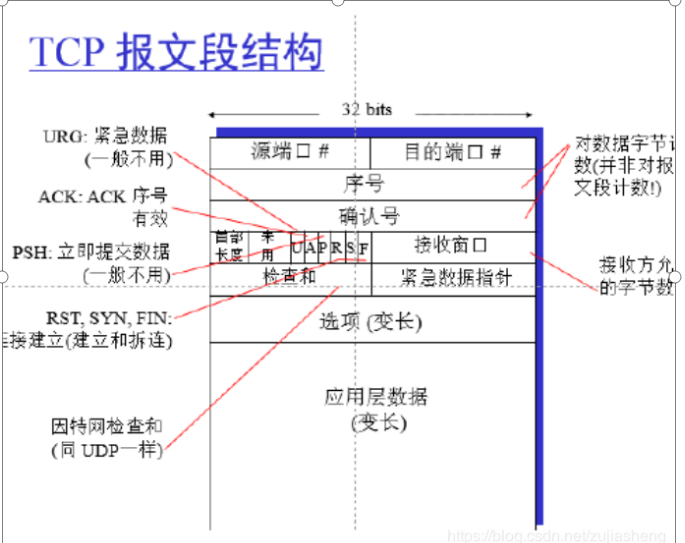 TCP 报文段结构
32 bits
URG: 紧急数据
(一般不用)
ACK: ACK 序号
有效
PSH: 立即提交数据
(一般不用)
RST, SYN, FIN:
连接建立(建立和拆连)
因特网检查和
(同 UDP一样)
源端口 #
目的端口 #
序号
确认号
首部
长度
未
用
U A P R S F
接收窗口
检查和
紧急数据指针
选项 (变长)
应用层数据
(变长)
对数据字节计
数(并非对报
文段计数!)
接收方允
的字节数
https://blog.csdn.net/zujiasheng